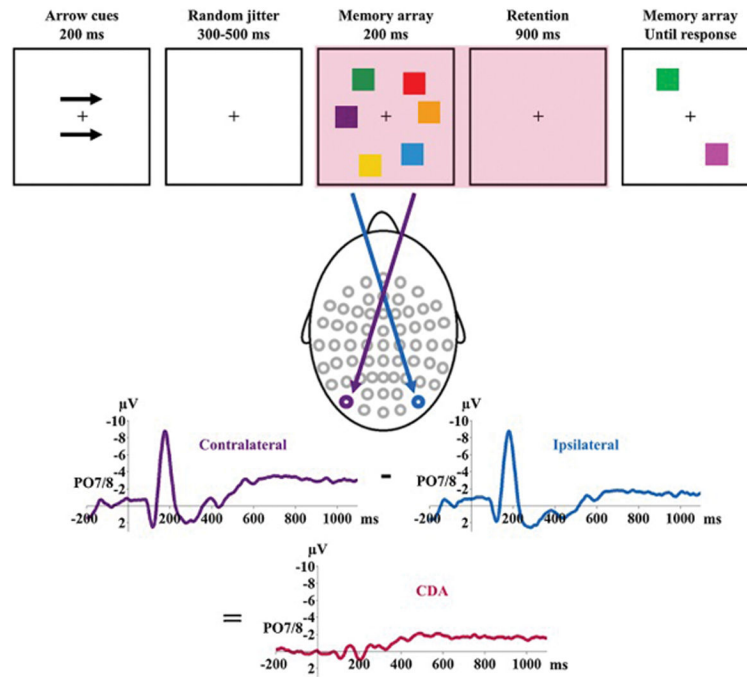 Arrow cues
200 ms
Random jitter
300-500 ms
Memory array
200 ms
Retention
900 ms
Memory array
Until response
+
+
+
+
+
µV
-10
-8
-6
-4
-2
2
Contralateral
PO7/8
-200
200
400
600
800
1000
ms
-
µV
-10
-8
-6
-4
-2
2
Ipsilateral
PO7/8
-200
200
400
600
800
1000
ms
=
µV
-10
-8
-6
-4
-2
2
CDA
PO7/8
-200
0
200
400
600
800
1000
ms